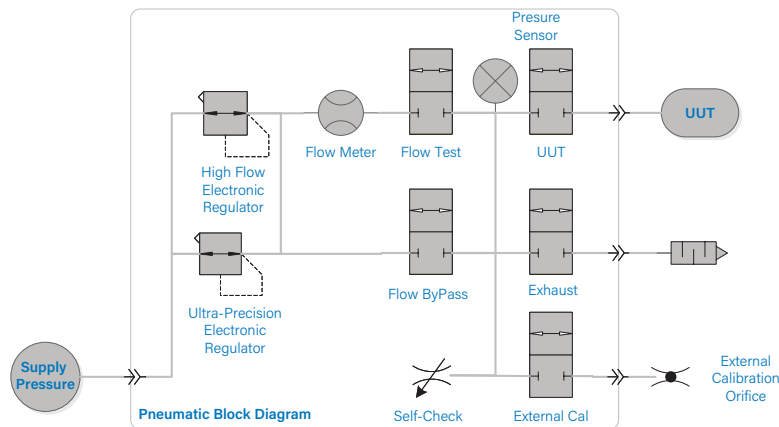 Presure
Sensor
UUT
Flow Meter
Flow Test
UUT
High Flow
Electronic
Regulator
Flow ByPass
Exhaust
Ultra-Precision
Electronic
Regulator
Supply
Pressure
External
Calibration
Orifice
Pneumatic Block Diagram
Self-Check
External Cal